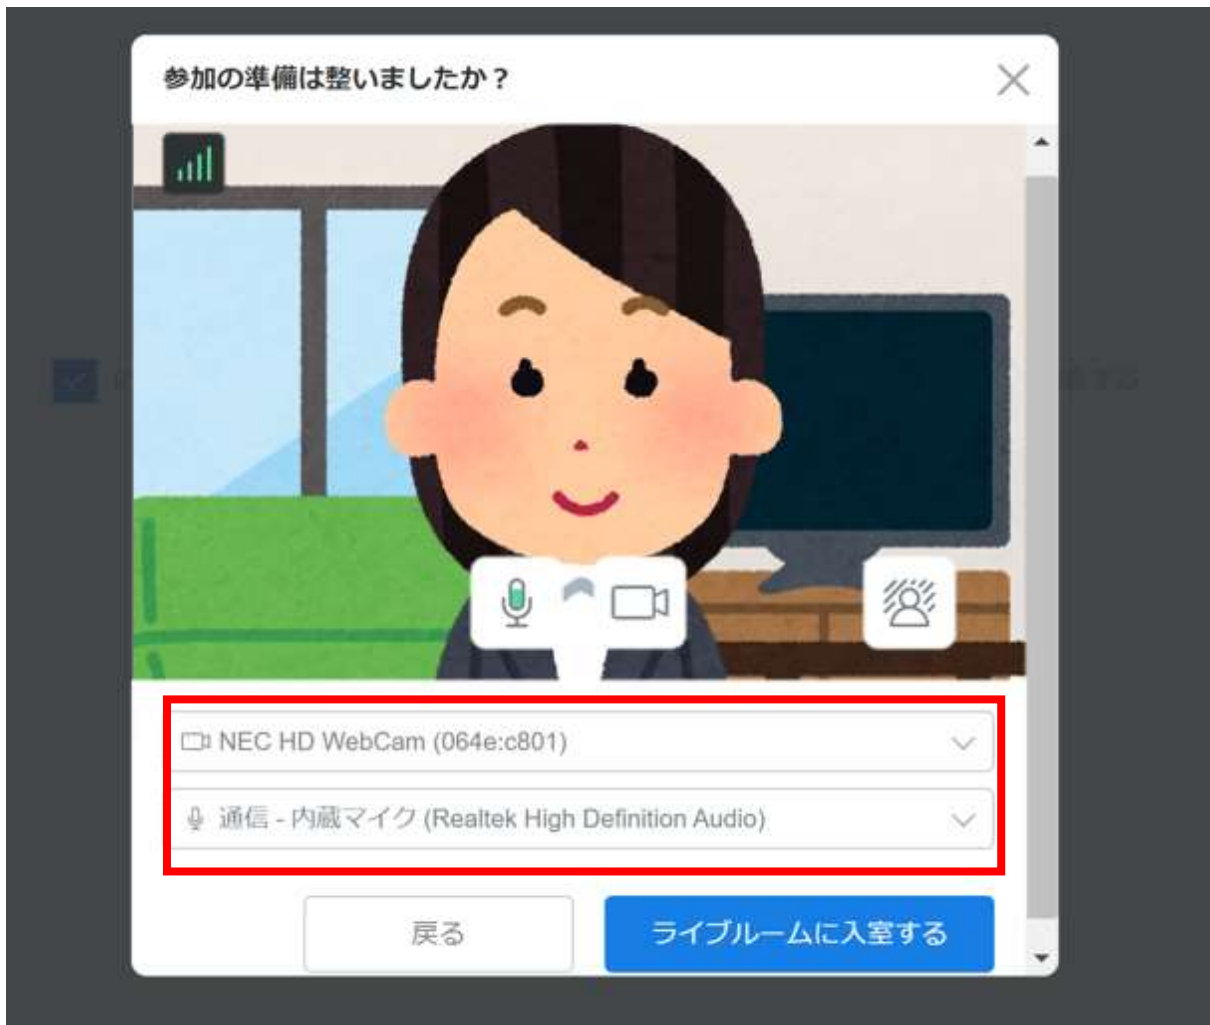 参加の準備は整いましたか？
NEC HD WebCam (064e:c801)
通信 - 内蔵マイク (Realtek High Definition Audio)
戻る
ライブルームに入室する